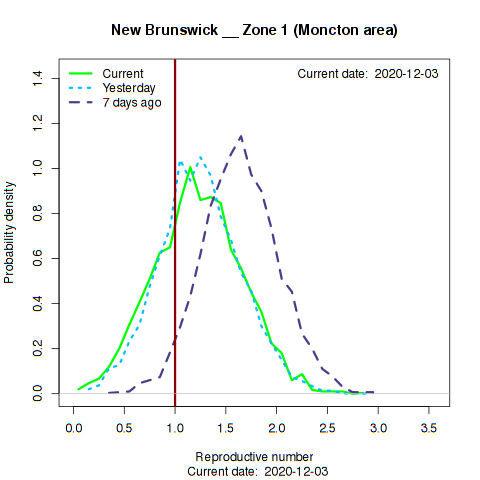 New Brunswick __ Zone 1 (Moncton area)
Current
Yesterday
7 days ago
Current date:  2020-12-03
Probability density
1.4
1.2
1.0
0.8
0.6
0.4
0.2
0.0
0.0 0.5 1.0 1.5 2.0 2.5 3.0 3.5
Reproductive number
Current date:  2020-12-03